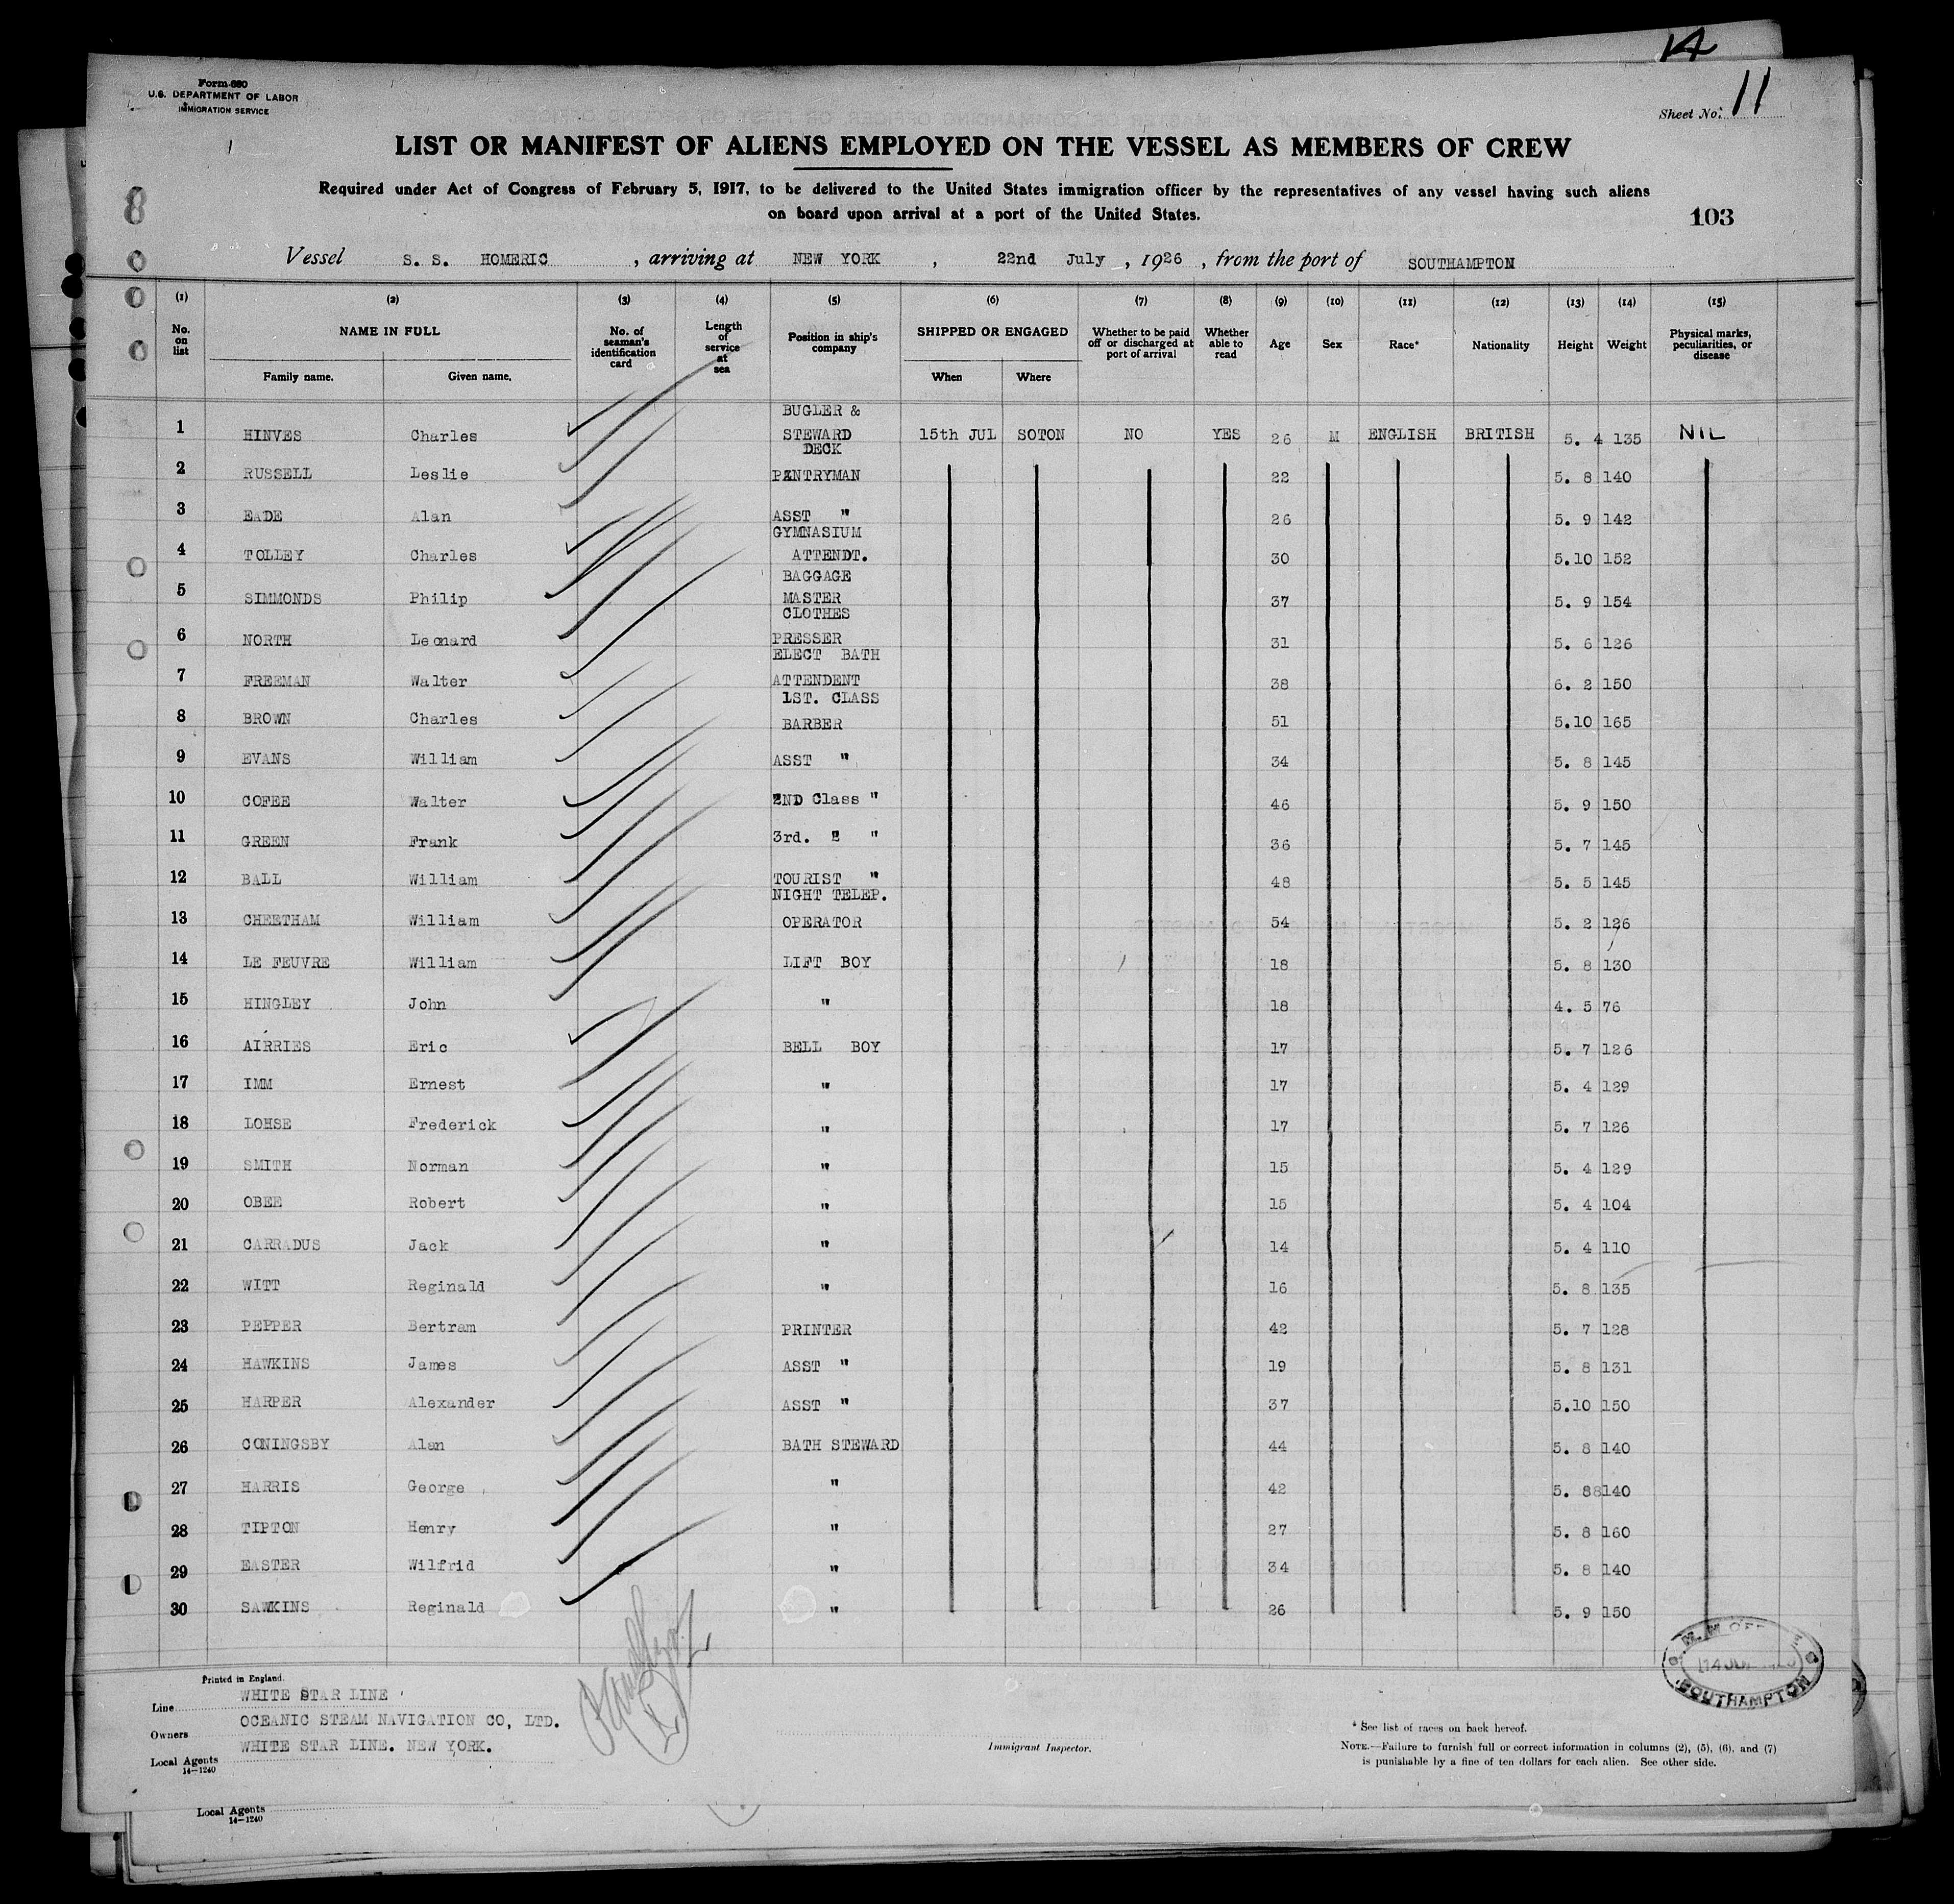 14
Form 680
U.S. DEPARTMENT OF LABOR
IMMIGRATION SERVICE
Sheet No. 11
LIST OR MANIFEST OF ALIENS EMPLOYED ON THE VESSEL AS MEMBERS OF CREW
Required under Act of Congress of February 5, 1917, to be delivered to the United States immigration officer by the representatives of any vessel having such aliens
on board upon arrival at a port of the United States.
8
103
Vessel S. S. HOMERIC, arriving at NEW YORK, 22nd July, 1926, from the port of SOUTHAMPTON
(1) (2) (3) (4) (5) (6) (7) (8) (9) (10) (11) (12) (13) (14) (15)
No. on list
NAME IN FULL
Family name. Given name.
No. of seaman's identification card
Length of service at sea
Position in ship's company
SHIPPED OR ENGAGED
When Where
Whether to be paid off or discharged at port of arrival
Whether able to read
Age
Sex
Race*
Nationality
Height
Weight
Physical marks, peculiarities, or disease
1 HINVES Charles BUGLER & STEWARD 15th JUL SOTON NO YES 26 M ENGLISH BRITISH 5. 4 135 NIL
2 RUSSELL Leslie DECK PANTRYMAN 22 5. 8 140
3 EADE Alan ASST " 26 5. 9 142
4 TOLLEY Charles GYMNASIUM ATTENDT. 30 5.10 152
5 SIMMONDS Philip BAGGAGE MASTER 37 5. 9 154
6 NORTH Leonard CLOTHES PRESSER 31 5. 6 126
7 FREEMAN Walter ELECT BATH ATTENDENT 38 6. 2 150
8 BROWN Charles 1ST. CLASS BARBER 51 5.10 165
9 EVANS William ASST " 34 5. 8 145
10 COFEE Walter 2ND Class " 46 5. 9 150
11 GREEN Frank 3rd. " " 36 5. 7 145
12 BALL William TOURIST " 48 5. 5 145
13 CHEETHAM William NIGHT TELEP. OPERATOR 54 5. 2 126
14 LE FEUVRE William LIFT BOY 18 5. 8 130
15 HINGLEY John " 18 4. 5 76
16 AIRRIES Eric BELL BOY 17 5. 7 126
17 IMM Ernest " 17 5. 4 129
18 LOHSE Frederick " 17 5. 7 126
19 SMITH Norman " 15 5. 4 129
20 OBEE Robert " 15 5. 4 104
21 CARRADUS Jack " 14 5. 4 110
22 WITT Reginald " 16 5. 8 135
23 PEPPER Bertram PRINTER 42 5. 7 128
24 HAWKINS James ASST " 19 5. 8 131
25 HARPER Alexander ASST " 37 5.10 150
26 CONINGSBY Alan BATH STEWARD 44 5. 8 140
27 HARRIS George " 42 5. 88 140
28 TIPTON Henry " 27 5. 8 160
29 EASTER Wilfrid " 34 5. 8 140
30 SAWKINS Reginald " 26 5. 9 150
SOUTHAMPTON
Printed in England.
Line WHITE STAR LINE
Owners OCEANIC STEAM NAVIGATION CO, LTD.
Local Agents WHITE STAR LINE. NEW YORK.
14-1240
Immigrant Inspector.
* See list of races on back hereof.
NOTE.—Failure to furnish full or correct information in columns (2), (5), (6), and (7)
is punishable by a fine of ten dollars for each alien. See other side.
Local Agents
14-1240